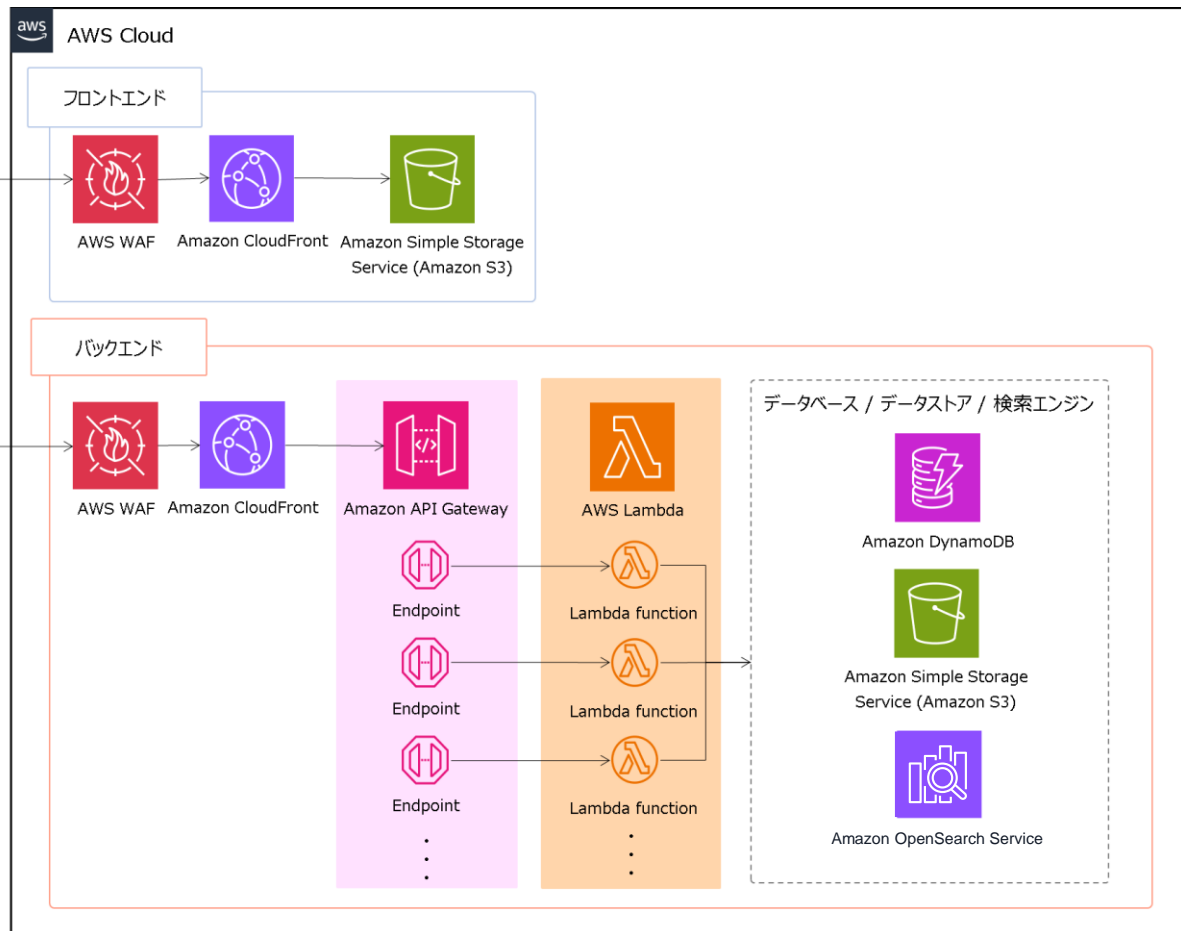 aws
AWS Cloud
フロントエンド
AWS WAF
Amazon CloudFront
Amazon Simple Storage
Service (Amazon S3)
バックエンド
AWS WAF
Amazon CloudFront
Amazon API Gateway
Endpoint
Endpoint
Endpoint
AWS Lambda
Lambda function
Lambda function
Lambda function
データベース / データストア / 検索エンジン
Amazon DynamoDB
Amazon Simple Storage
Service (Amazon S3)
Amazon OpenSearch Service